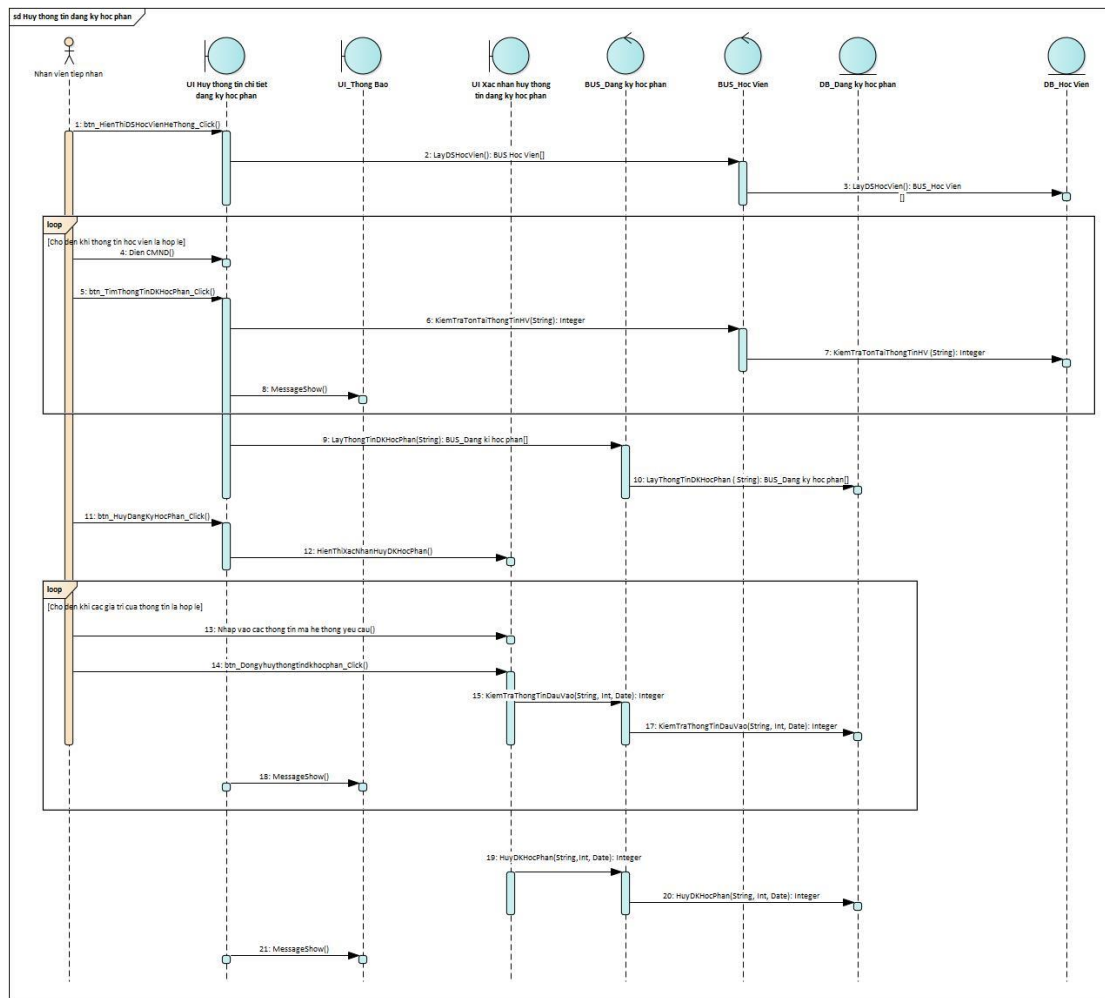 sd Huy thong tin dang ky hoc phan
Nhan vien tiep nhan
UI Huy thong tin chi tiet
dang ky hoc phan
UI_Thong Bao
UI Xac nhan huy thong
tin dang ky hoc phan
BUS_Dang ky hoc phan
BUS_Hoc Vien
DB_Dang ky hoc phan
DB_Hoc Vien
1: btn_HienThiDSHocVienHeThong_Click()
2: LayDSHocVien(): BUS Hoc Vien[]
3: LayDSHocVien(): BUS_Hoc Vien
[]
loop
[Cho den khi thong tin hoc vien la hop le]
4: Dien CMND()
5: btn_TimThongTinDKHocPhan_Click()
6: KiemTraTonTaiThongTinHV(String): Integer
7: KiemTraTonTaiThongTinHV (String): Integer
8: MessageShow()
9: LayThongTinDKHocPhan(String): BUS_Dang ki hoc phan[]
10: LayThongTinDKHocPhan ( String): BUS_Dang ky hoc phan[]
11: btn_HuyDangKyHocPhan_Click()
12: HienThiXacNhanHuyDKHocPhan()
loop
[Cho den khi cac gia tri cua thong tin la hop le]
13: Nhap vao cac thong tin ma he thong yeu cau()
14: btn_Dongyhuythongtindkhocphan_Click()
15: KiemTraThongTinDauVao(String, Int, Date): Integer
17: KiemTraThongTinDauVao(String, Int, Date): Integer
18: MessageShow()
19: HuyDKHocPhan(String,Int, Date): Integer
20: HuyDKHocPhan(String, Int, Date): Integer
21: MessageShow()